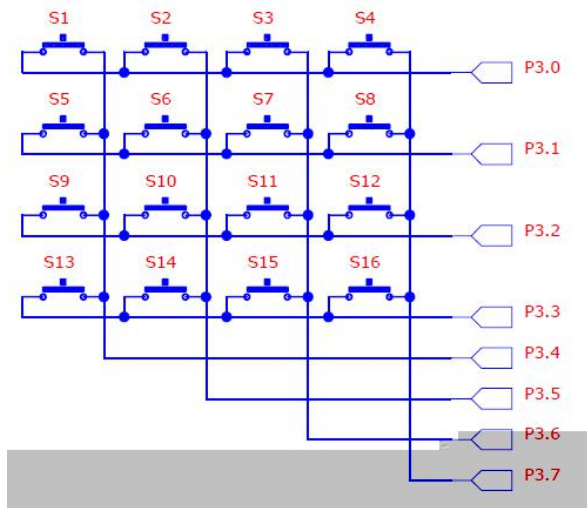 S1 S2 S3 S4
P3.0
S5 S6 S7 S8
P3.1
S9 S10 S11 S12
P3.2
S13 S14 S15 S16
P3.3
P3.4
P3.5
P3.6
P3.7